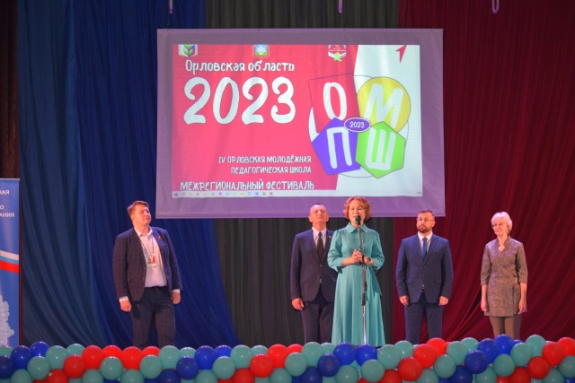 Орловская область
2023
О
М
2023
П
Ш
IV ОРЛОВСКАЯ МОЛОДЁЖНАЯ
ПЕДАГОГИЧЕСКАЯ ШКОЛА
МЕЖРЕГИОНАЛЬНЫЙ ФЕСТИВАЛЬ